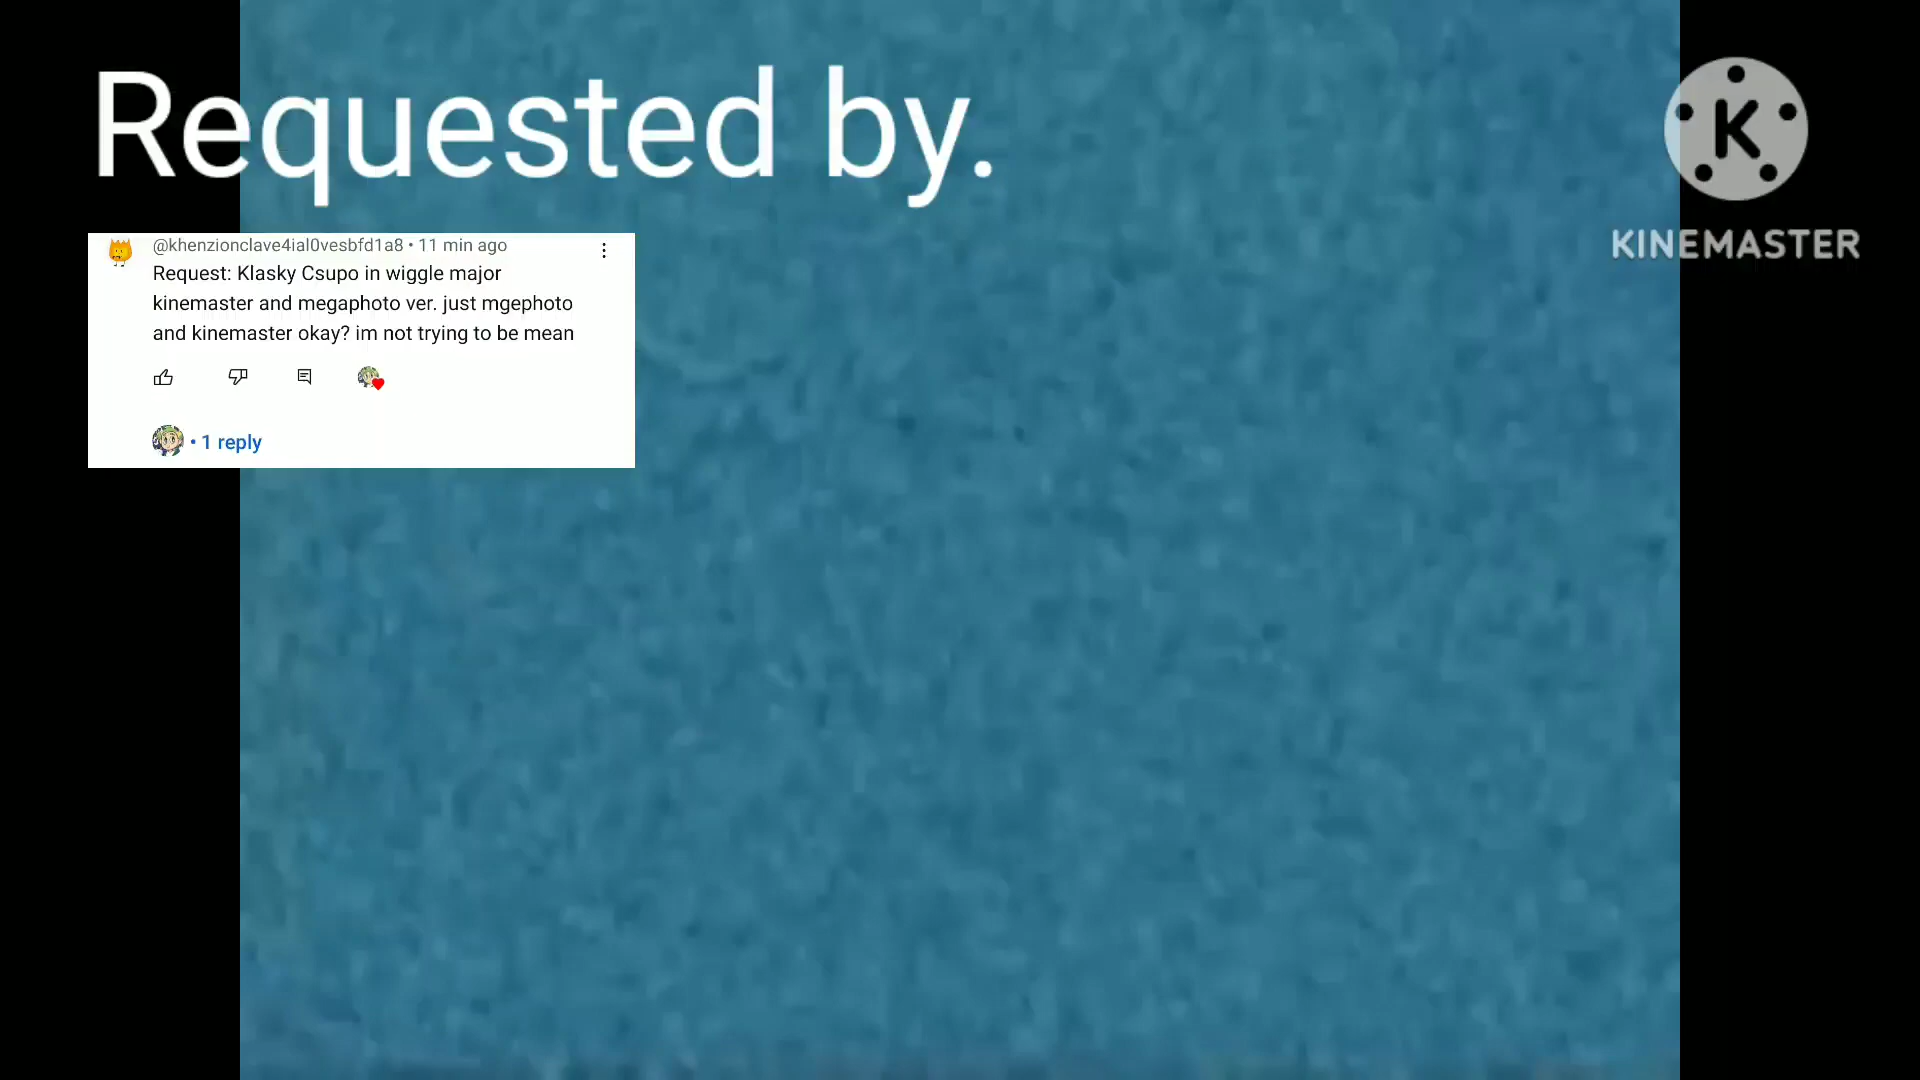 Requested by.
K
KINEMASTER
@khenzionclave4ial0vesbfd1a8 • 11 min ago
Request: Klasky Csupo in wiggle major
kinemaster and megaphoto ver. just mgephoto
and kinemaster okay? im not trying to be mean
• 1 reply